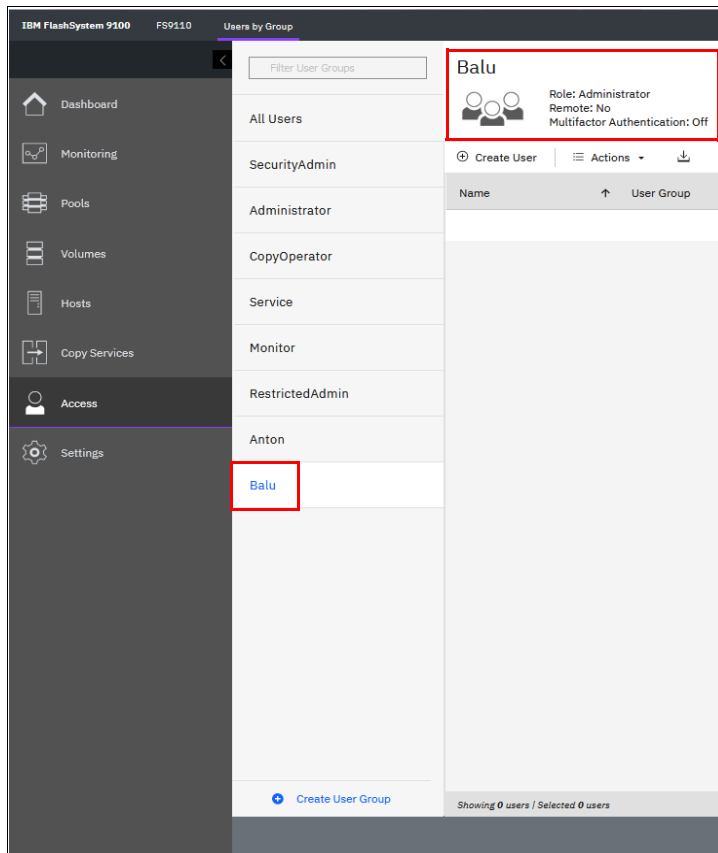 IBM FlashSystem 9100 FS9110 Users by Group
Dashboard
Monitoring
Pools
Volumes
Hosts
Copy Services
Access
Settings
Filter User Groups
All Users
SecurityAdmin
Administrator
CopyOperator
Service
Monitor
RestrictedAdmin
Anton
Balu
Create User Group
Balu
Role: Administrator
Remote: No
Multifactor Authentication: Off
Create User Actions
Name User Group
Showing 0 users | Selected 0 users